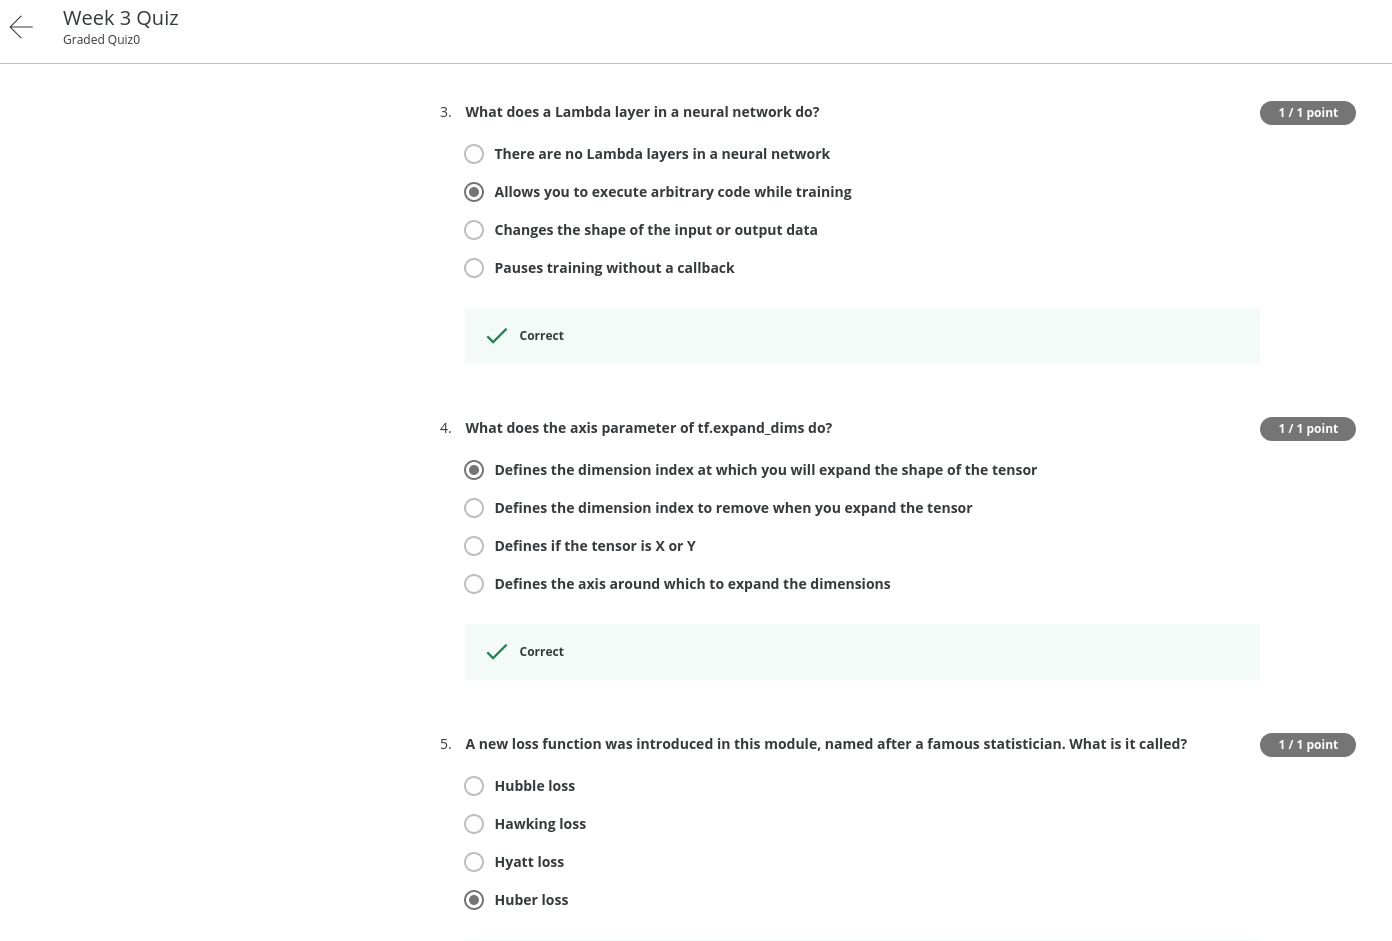 Week 3 Quiz
Graded Quiz0
3. What does a Lambda layer in a neural network do?
1 / 1 point
There are no Lambda layers in a neural network
Allows you to execute arbitrary code while training
Changes the shape of the input or output data
Pauses training without a callback
Correct
4. What does the axis parameter of tf.expand_dims do?
1 / 1 point
Defines the dimension index at which you will expand the shape of the tensor
Defines the dimension index to remove when you expand the tensor
Defines if the tensor is X or Y
Defines the axis around which to expand the dimensions
Correct
5. A new loss function was introduced in this module, named after a famous statistician. What is it called?
1 / 1 point
Hubble loss
Hawking loss
Hyatt loss
Huber loss